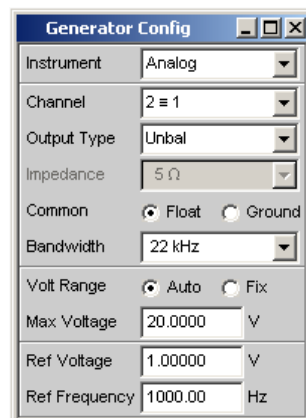 Generator Config
Instrument Analog
Channel 2 ≡ 1
Output Type Unbal
Impedance 5 Ω
Common Float Ground
Bandwidth 22 kHz
Volt Range Auto Fix
Max Voltage 20.0000 V
Ref Voltage 1.00000 V
Ref Frequency 1000.00 Hz